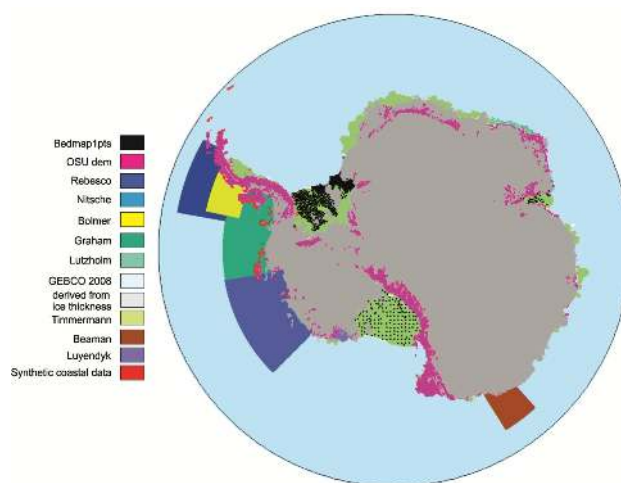 Bedmap1pts
OSU dem
Rebesco
Nitsche
Bolmer
Graham
Lutzholm
GEBCO 2008
derived from
ice thickness
Timmermann
Beaman
Luyendyk
Synthetic coastal data